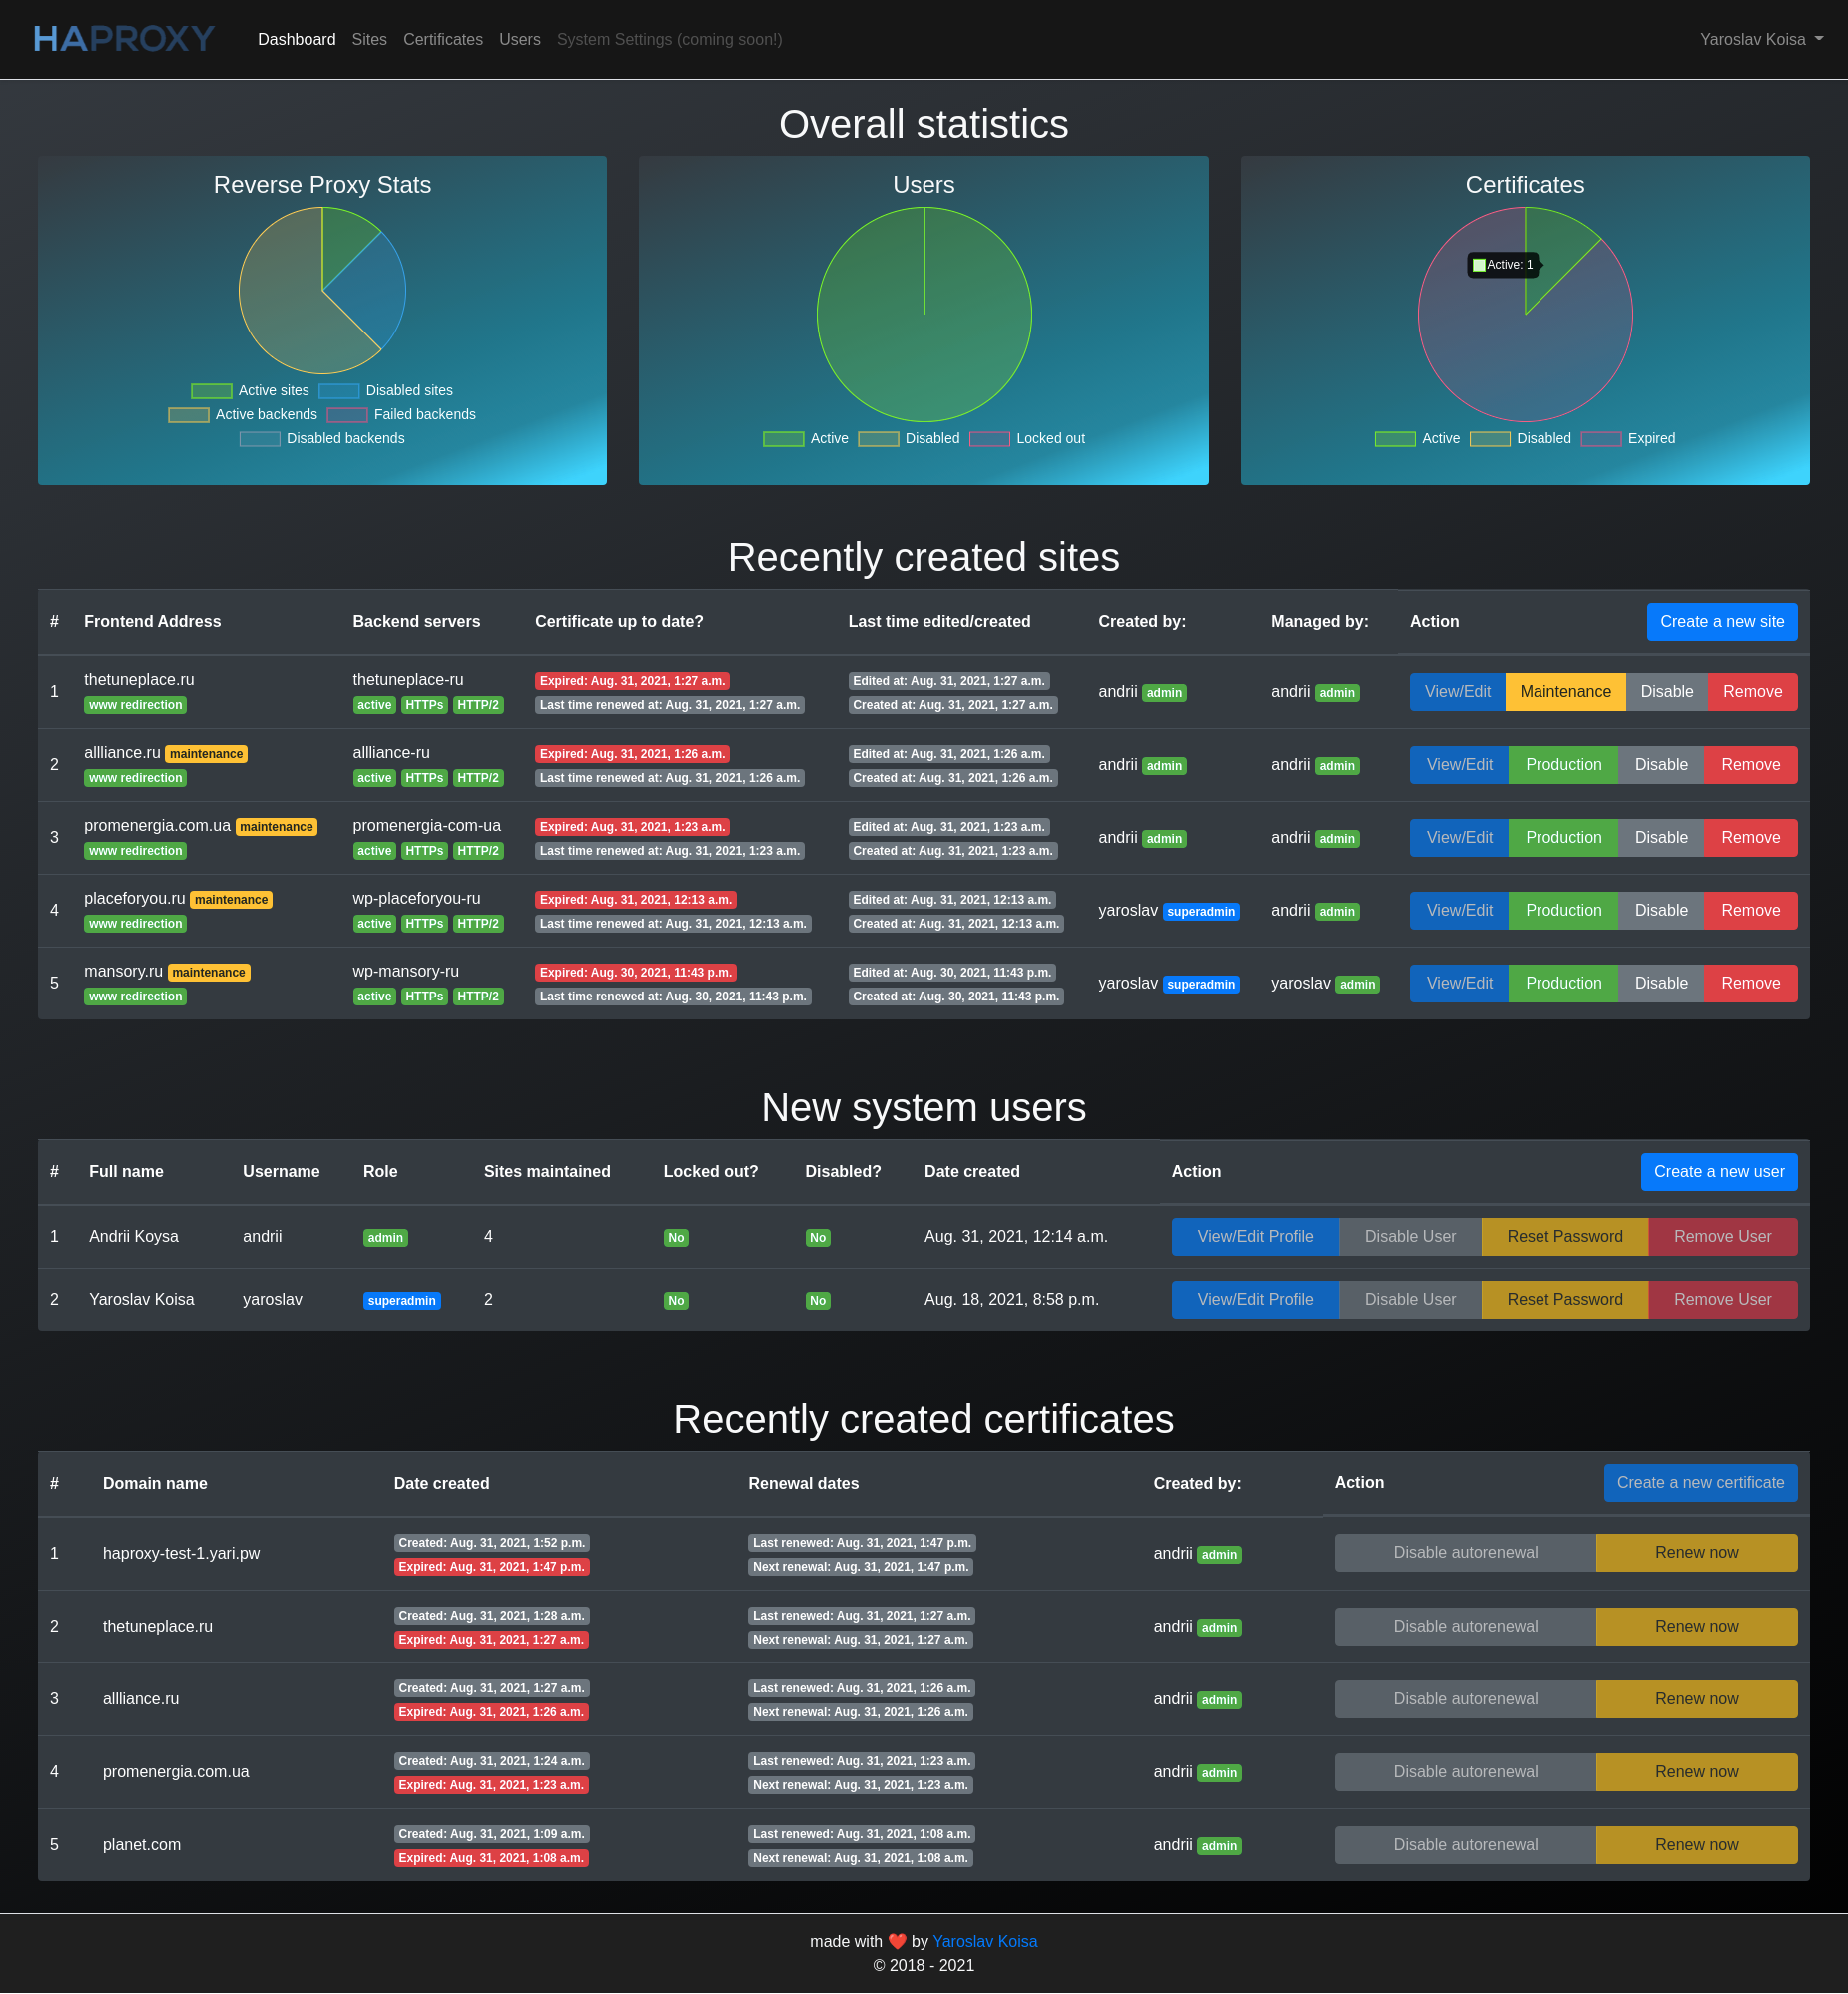 HAPROXY Dashboard Sites Certificates Users System Settings (coming soon!) Yaroslav Koisa
Overall statistics
Reverse Proxy Stats
Active sites Disabled sites
Active backends Failed backends
Disabled backends
Users
Active Disabled Locked out
Certificates
Active: 1
Active Disabled Expired
Recently created sites
# Frontend Address Backend servers Certificate up to date? Last time edited/created Created by: Managed by: Action Create a new site
thetuneplace.ru thetuneplace-ru Expired: Aug. 31, 2021, 1:27 a.m. Edited at: Aug. 31, 2021, 1:27 a.m.
1 andrii admin andrii admin View/Edit Maintenance Disable Remove
www redirection active HTTPs HTTP/2 Last time renewed at: Aug. 31, 2021, 1:27 a.m. Created at: Aug. 31, 2021, 1:27 a.m.
allliance.ru maintenance allliance-ru Expired: Aug. 31, 2021, 1:26 a.m. Edited at: Aug. 31, 2021, 1:26 a.m.
2 andrii admin andrii admin View/Edit Production Disable Remove
www redirection active HTTPs HTTP/2 Last time renewed at: Aug. 31, 2021, 1:26 a.m. Created at: Aug. 31, 2021, 1:26 a.m.
promenergia.com.ua maintenance promenergia-com-ua Expired: Aug. 31, 2021, 1:23 a.m. Edited at: Aug. 31, 2021, 1:23 a.m.
3 andrii admin andrii admin View/Edit Production Disable Remove
www redirection active HTTPs HTTP/2 Last time renewed at: Aug. 31, 2021, 1:23 a.m. Created at: Aug. 31, 2021, 1:23 a.m.
placeforyou.ru maintenance wp-placeforyou-ru Expired: Aug. 31, 2021, 12:13 a.m. Edited at: Aug. 31, 2021, 12:13 a.m.
4 yaroslav superadmin andrii admin View/Edit Production Disable Remove
www redirection active HTTPs HTTP/2 Last time renewed at: Aug. 31, 2021, 12:13 a.m. Created at: Aug. 31, 2021, 12:13 a.m.
mansory.ru maintenance wp-mansory-ru Expired: Aug. 30, 2021, 11:43 p.m. Edited at: Aug. 30, 2021, 11:43 p.m.
5 yaroslav superadmin yaroslav admin View/Edit Production Disable Remove
www redirection active HTTPs HTTP/2 Last time renewed at: Aug. 30, 2021, 11:43 p.m. Created at: Aug. 30, 2021, 11:43 p.m.
New system users
# Full name Username Role Sites maintained Locked out? Disabled? Date created Action Create a new user
1 Andrii Koysa andrii admin 4 No No Aug. 31, 2021, 12:14 a.m. View/Edit Profile Disable User Reset Password Remove User
2 Yaroslav Koisa yaroslav superadmin 2 No No Aug. 18, 2021, 8:58 p.m. View/Edit Profile Disable User Reset Password Remove User
Recently created certificates
# Domain name Date created Renewal dates Created by: Action Create a new certificate
Created: Aug. 31, 2021, 1:52 p.m. Last renewed: Aug. 31, 2021, 1:47 p.m.
1 haproxy-test-1.yari.pw andrii admin Disable autorenewal Renew now
Expired: Aug. 31, 2021, 1:47 p.m. Next renewal: Aug. 31, 2021, 1:47 p.m.
Created: Aug. 31, 2021, 1:28 a.m. Last renewed: Aug. 31, 2021, 1:27 a.m.
2 thetuneplace.ru andrii admin Disable autorenewal Renew now
Expired: Aug. 31, 2021, 1:27 a.m. Next renewal: Aug. 31, 2021, 1:27 a.m.
Created: Aug. 31, 2021, 1:27 a.m. Last renewed: Aug. 31, 2021, 1:26 a.m.
3 allliance.ru andrii admin Disable autorenewal Renew now
Expired: Aug. 31, 2021, 1:26 a.m. Next renewal: Aug. 31, 2021, 1:26 a.m.
Created: Aug. 31, 2021, 1:24 a.m. Last renewed: Aug. 31, 2021, 1:23 a.m.
4 promenergia.com.ua andrii admin Disable autorenewal Renew now
Expired: Aug. 31, 2021, 1:23 a.m. Next renewal: Aug. 31, 2021, 1:23 a.m.
Created: Aug. 31, 2021, 1:09 a.m. Last renewed: Aug. 31, 2021, 1:08 a.m.
5 planet.com andrii admin Disable autorenewal Renew now
Expired: Aug. 31, 2021, 1:08 a.m. Next renewal: Aug. 31, 2021, 1:08 a.m.
made with ❤️ by Yaroslav Koisa
© 2018 - 2021